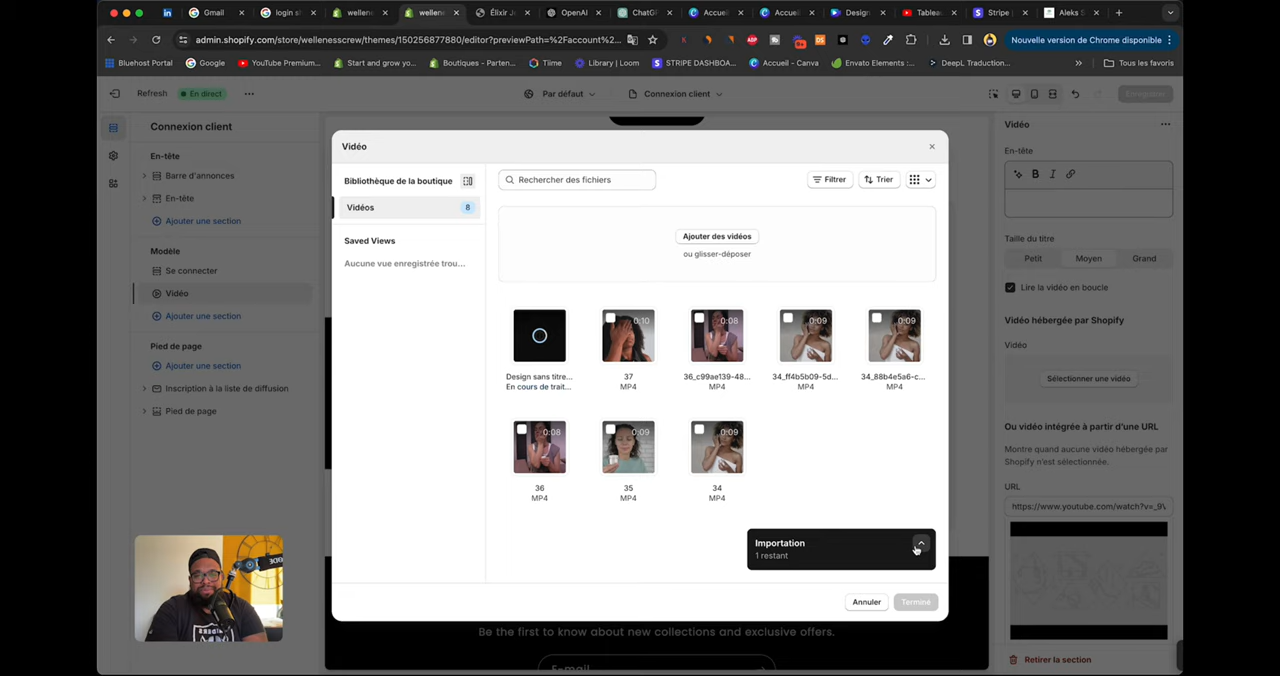 Gmail
login sh
wellene
wellene
Élixir Je
OpenAI
ChatGP
Accueil
Accueil
Design
Tableau
Stripe
Aleks S
admin.shopify.com/store/wellenesscrew/themes/150256877880/editor?previewPath=%2Faccount%2...
Nouvelle version de Chrome disponible
Bluehost Portal
Google
YouTube Premium...
Start and grow yo...
Boutiques - Parten...
Tiime
Library | Loom
STRIPE DASHBOA...
Accueil - Canva
Envato Elements :...
DeepL Traduction...
Tous les favoris
Refresh
En direct
Par défaut
Connexion client
Enregistrer
Connexion client
En-tête
Barre d'annonces
En-tête
Ajouter une section
Modèle
Se connecter
Vidéo
Ajouter une section
Pied de page
Ajouter une section
Inscription à la liste de diffusion
Pied de page
Vidéo
Bibliothèque de la boutique
Vidéos
8
Saved Views
Aucune vue enregistrée trou...
Rechercher des fichiers
Filtrer
Trier
Ajouter des vidéos
ou glisser-déposer
0:10
0:08
0:09
0:09
Design sans titre...
En cours de trait...
37
MP4
36_c99ae139-48...
MP4
34_ff4b5b09-5d...
MP4
34_88b4e5a6-c...
MP4
0:08
0:09
0:09
36
MP4
35
MP4
34
MP4
Importation
1 restant
Annuler
Terminé
Be the first to know about new collections and exclusive offers.
E-mail
Vidéo
En-tête
Taille du titre
Petit
Moyen
Grand
Lire la vidéo en boucle
Vidéo hébergée par Shopify
Vidéo
Sélectionner une vidéo
Ou vidéo intégrée à partir d'une URL
Montre quand aucune vidéo hébergée par
Shopify n'est sélectionnée.
URL
https://www.youtube.com/watch?v=_9\
Retirer la section